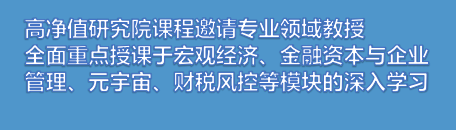 高净值研究院课程邀请专业领域教授
全面重点授课于宏观经济、金融资本与企业
管理、元宇宙、财税风控等模块的深入学习